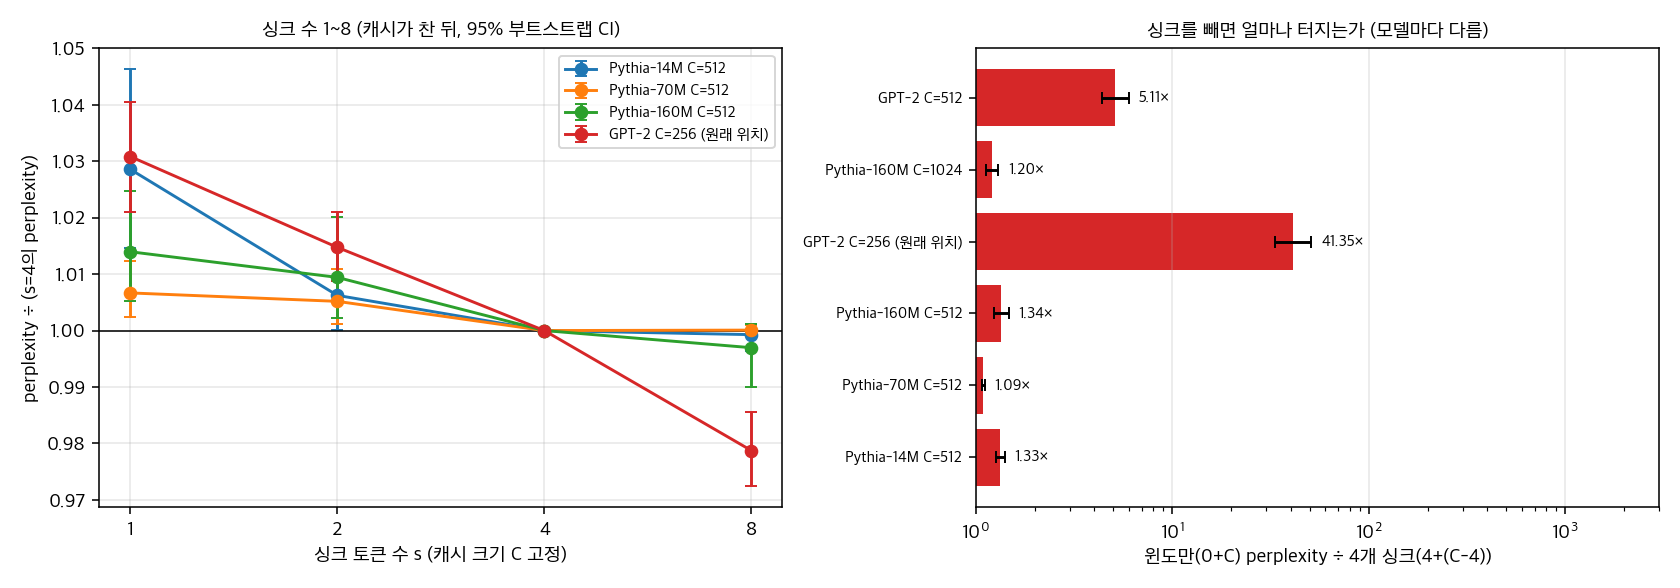 싱크 수 1~8 (캐시가 찬 뒤, 95% 부트스트랩 CI)
1.05
1.04
1.03
1.02
1.01
1.00
0.99
0.98
0.97
perplexity ÷ (s=4의 perplexity)
Pythia-14M C=512
Pythia-70M C=512
Pythia-160M C=512
GPT-2 C=256 (원래 위치)
1 2 4 8
싱크 토큰 수 s (캐시 크기 C 고정)
싱크를 빼면 얼마나 터지는가 (모델마다 다름)
GPT-2 C=512 5.11×
Pythia-160M C=1024 1.20×
GPT-2 C=256 (원래 위치) 41.35×
Pythia-160M C=512 1.34×
Pythia-70M C=512 1.09×
Pythia-14M C=512 1.33×
10⁰ 10¹ 10² 10³
윈도만(0+C) perplexity ÷ 4개 싱크(4+(C-4))